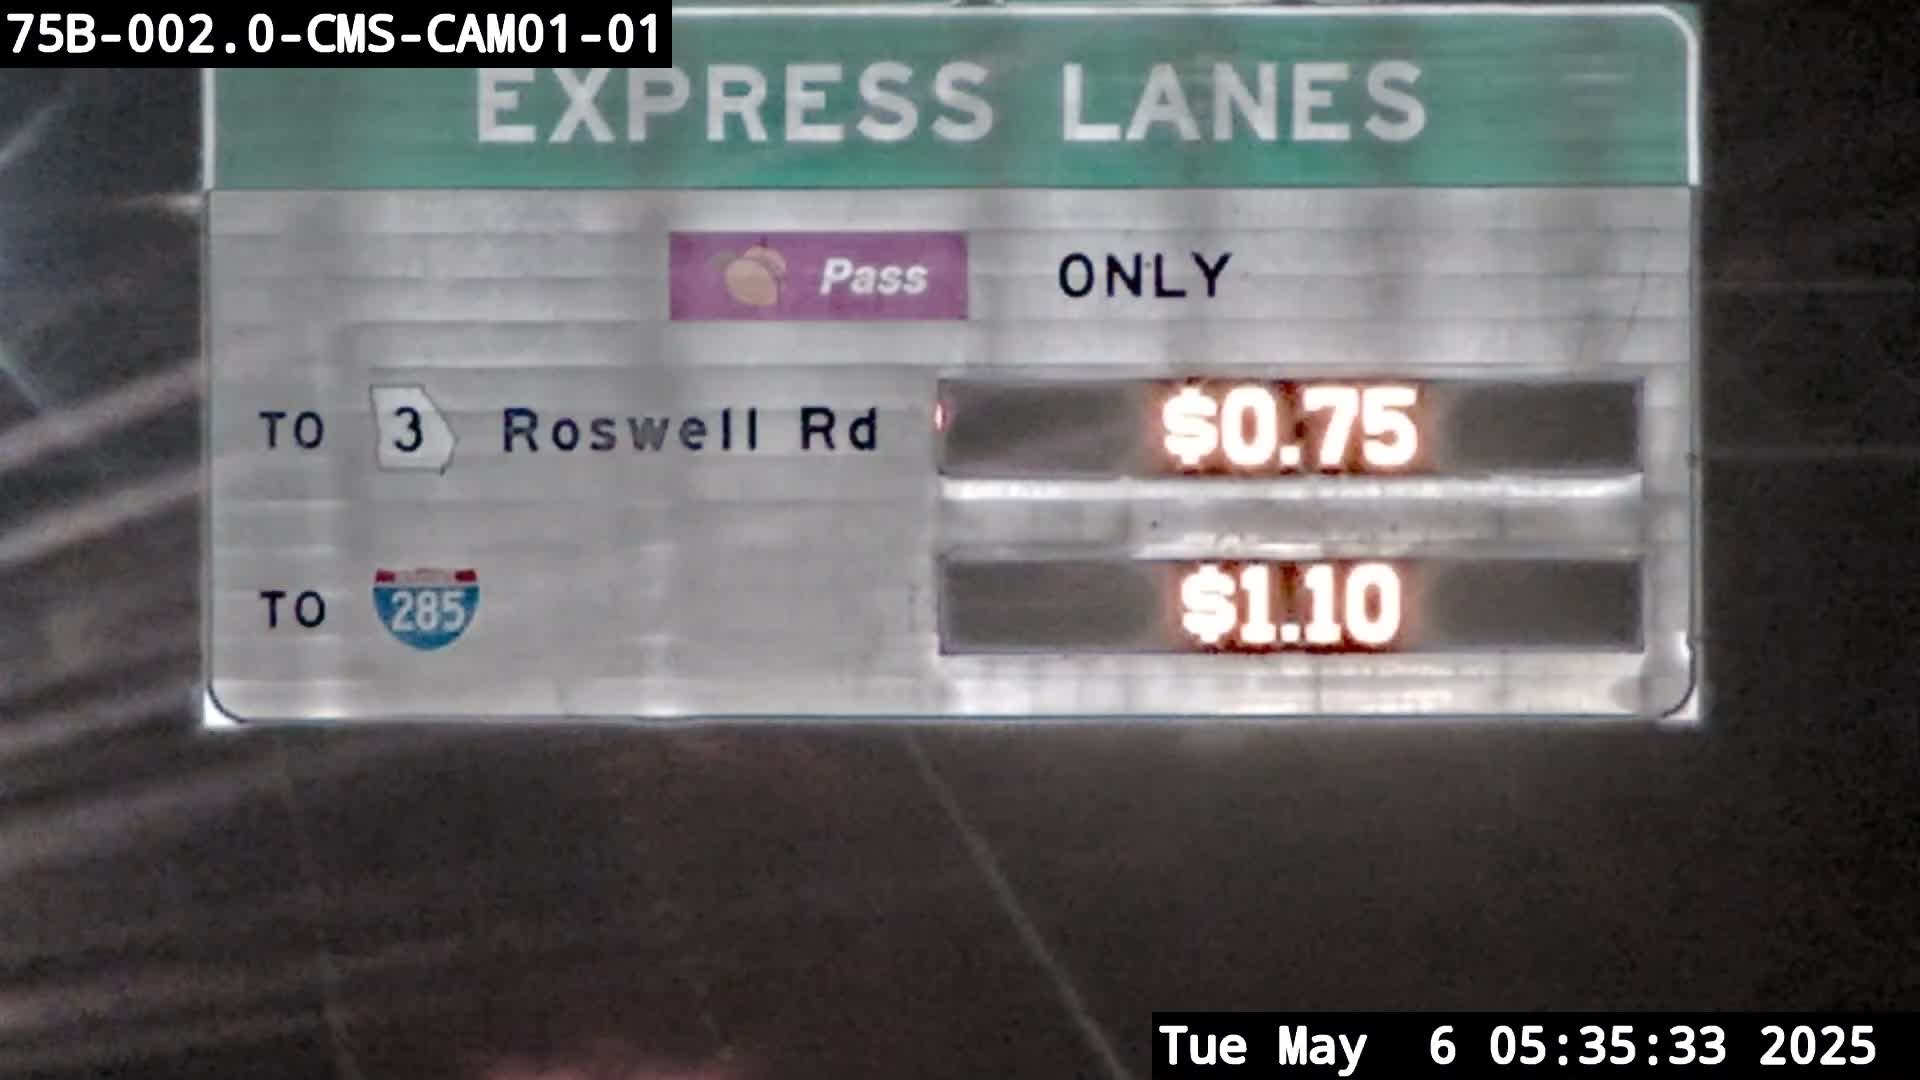 75B-002.0-CMS-CAM01-01
EXPRESS LANES
Pass ONLY
TO 3 Roswell Rd $0.75
TO 285 $1.10
Tue May 6 05:35:33 2025